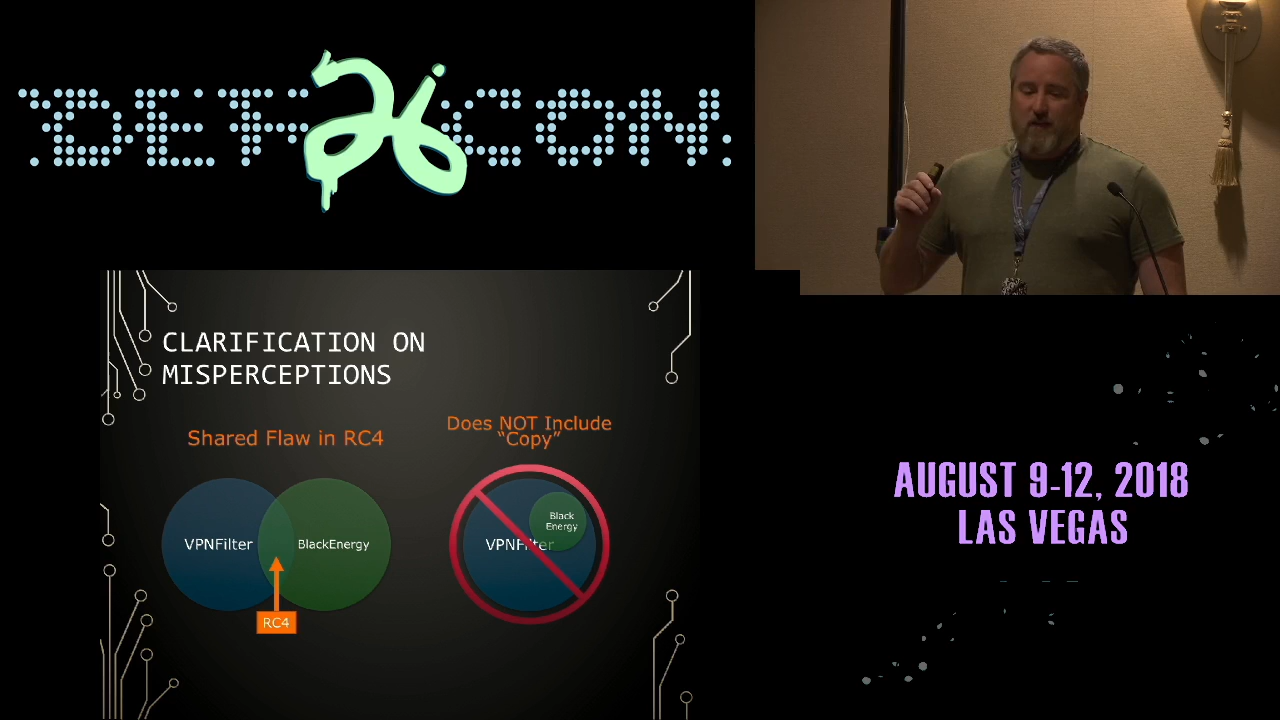 DEF 26 CON
CLARIFICATION ON
MISPERCEPTIONS
Shared Flaw in RC4
Does NOT Include
“Copy”
VPNFilter
BlackEnergy
RC4
Black
Energy
VPNFilter
AUGUST 9-12, 2018
LAS VEGAS